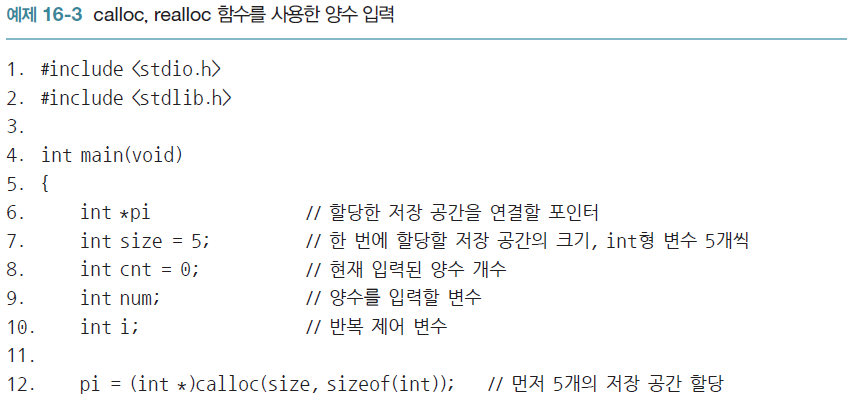 예제 16-3 calloc, realloc 함수를 사용한 양수 입력
1. #include <stdio.h>
2. #include <stdlib.h>
3.
4. int main(void)
5. {
6. int *pi // 할당한 저장 공간을 연결할 포인터
7. int size = 5; // 한 번에 할당할 저장 공간의 크기, int형 변수 5개씩
8. int cnt = 0; // 현재 입력된 양수 개수
9. int num; // 양수를 입력할 변수
10. int i; // 반복 제어 변수
11.
12. pi = (int *)calloc(size, sizeof(int)); // 먼저 5개의 저장 공간 할당